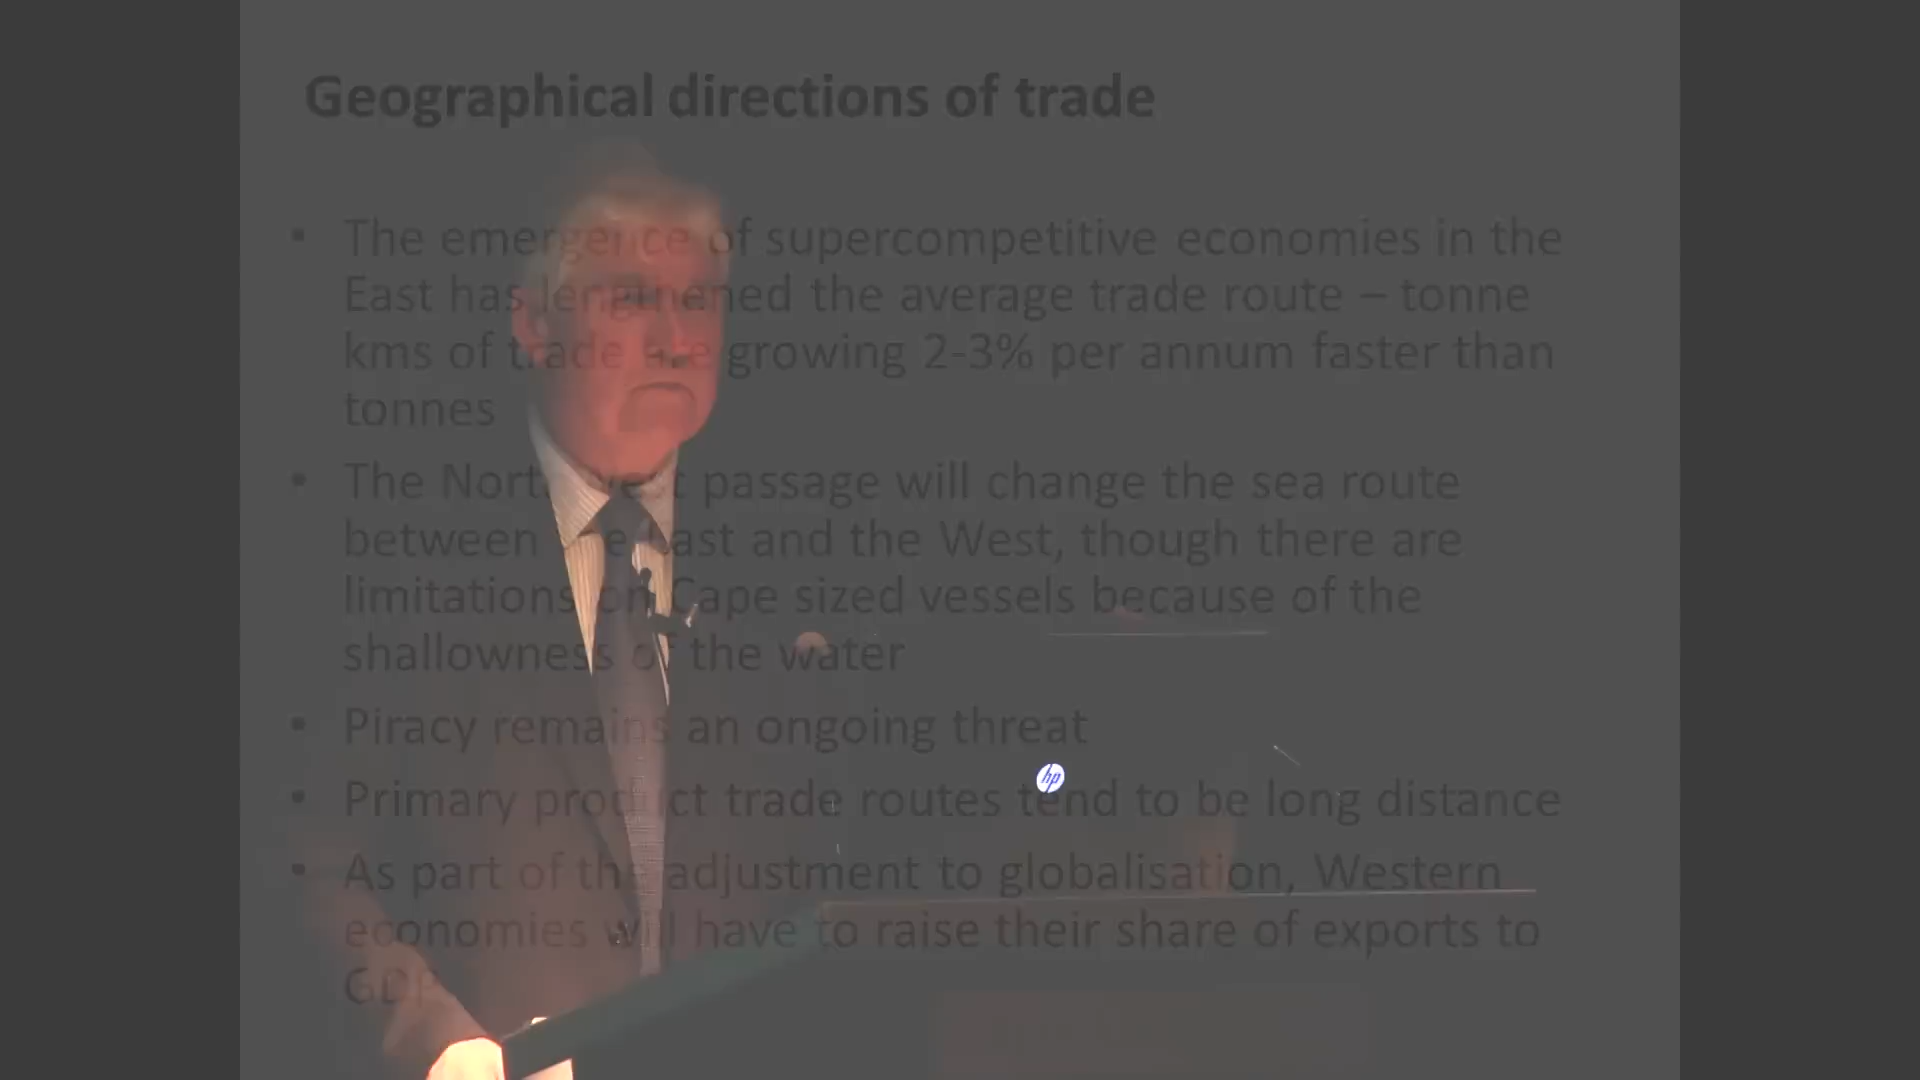 Geographical directions of trade
The emergence of supercompetitive economies in the
East has lengthened the average trade route – tonne
kms of trade are growing 2-3% per annum faster than
tonnes
The North West passage will change the sea route
between the East and the West, though there are
limitations on Cape sized vessels because of the
shallowness of the water
Piracy remains an ongoing threat
Primary product trade routes tend to be long distance
hp
As part of the adjustment to globalisation, Western
economies will have to raise their share of exports to
GDP